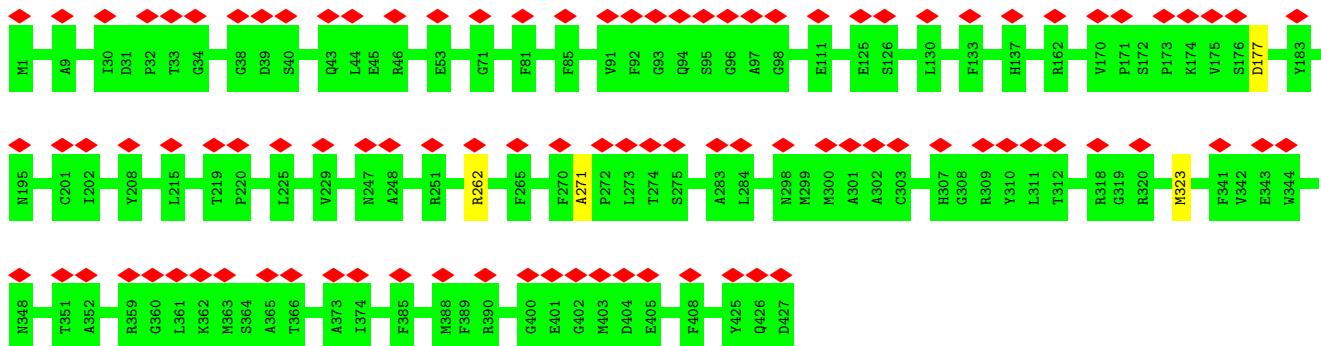 M1 A9 I30 D31 P32 T33 G34 G38 D39 S40 Q43 L44 E45 R46 E53 G71 F81 F85 V91 F92 G93 Q94 S95 G96 A97 G98 E111 E125 S126 L130 F133 H137 R162 V170 P171 S172 P173 K174 V175 S176 D177 Y183
N195 C201 I202 Y208 L215 T219 P220 L225 V229 N247 A248 R251 R262 F265 F270 A271 P272 L273 T274 S275 A283 L284 N298 M299 M300 A301 A302 C303 H307 G308 R309 Y310 L311 T312 R318 G319 R320 M323 F341 V342 E343 W344
N348 T351 A352 R359 G360 L361 K362 M363 S364 A365 T366 A373 I374 F385 M388 F389 R390 G400 E401 G402 M403 D404 E405 F408 Y425 Q426 D427